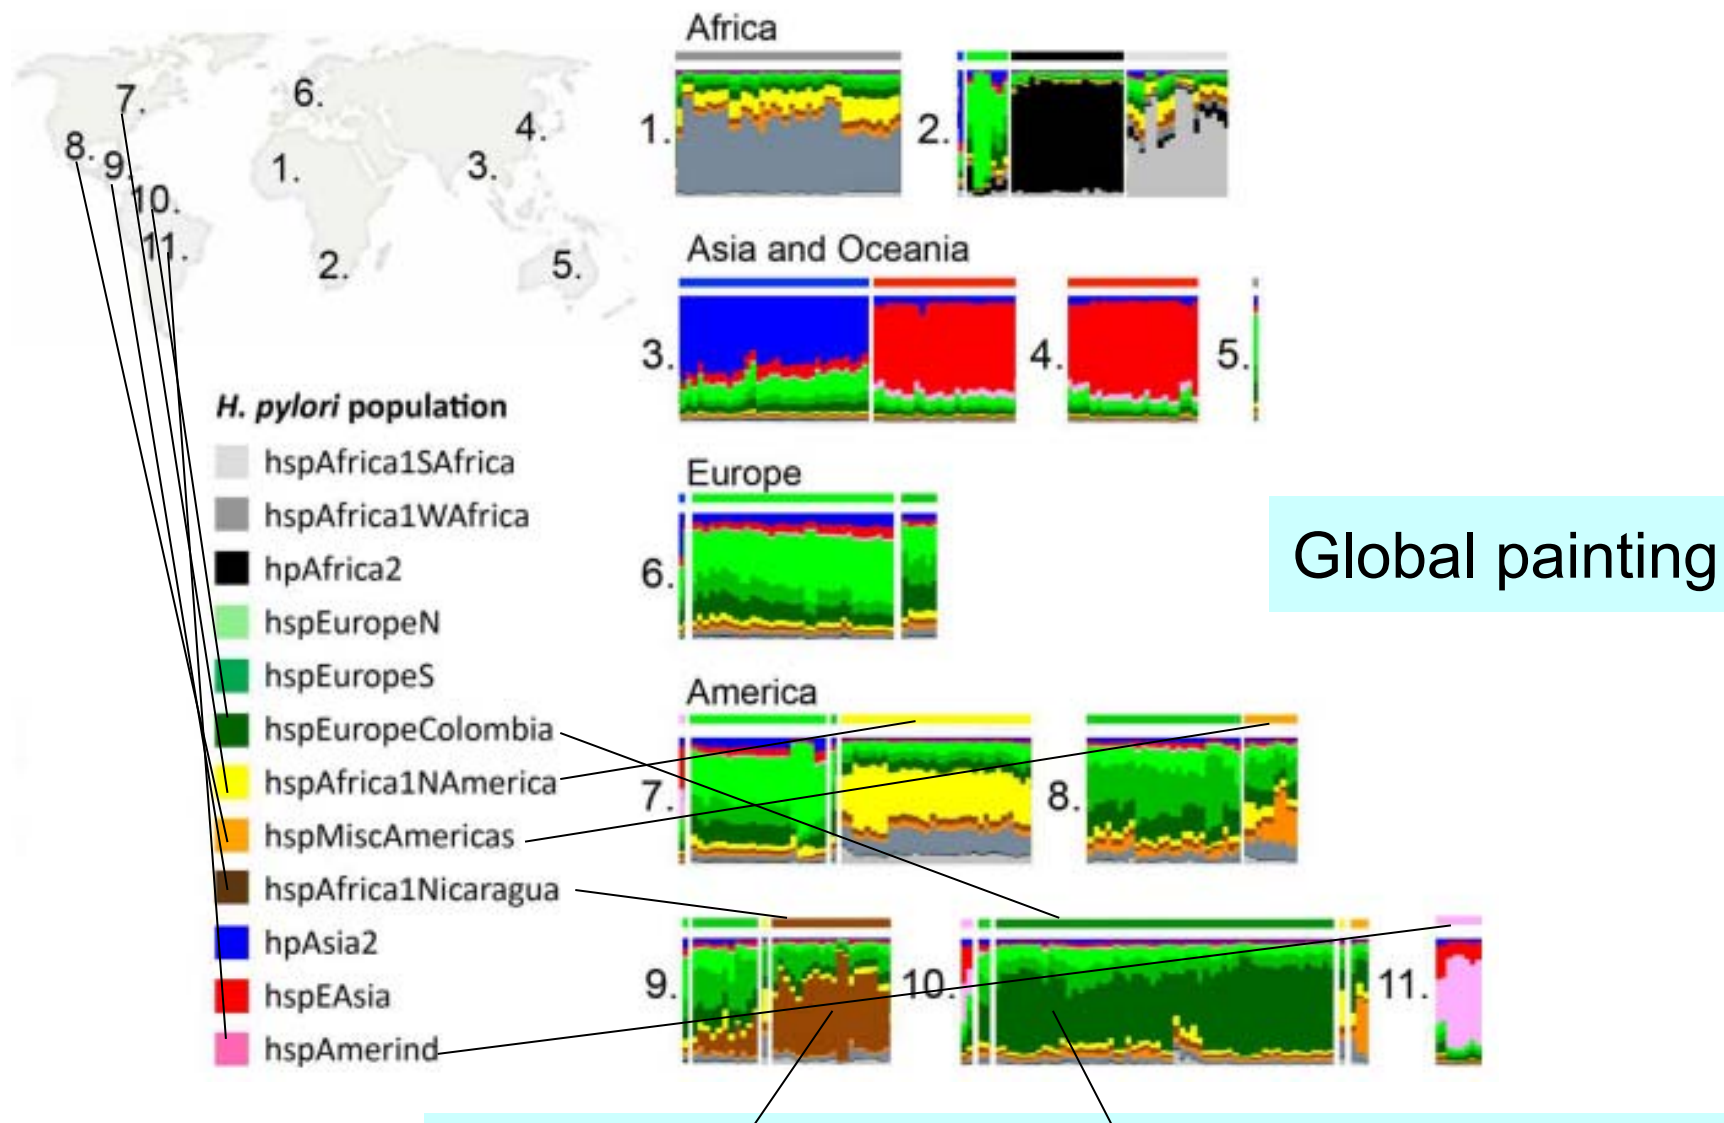 Africa
7.
6.
8.
9.
4.
1.
3.
10.
11.
2.
5.
1.
2.
Asia and Oceania
3.
4.
5.
H. pylori population
hspAfrica1SAfrica
hspAfrica1WAfrica
hpAfrica2
hspEuropeN
hspEuropeS
hspEuropeColombia
hspAfrica1NAmerica
hspMiscAmericas
hspAfrica1Nicaragua
hpAsia2
hspEAsia
hspAmerind
Europe
6.
Global painting
America
7.
8.
9.
10.
11.